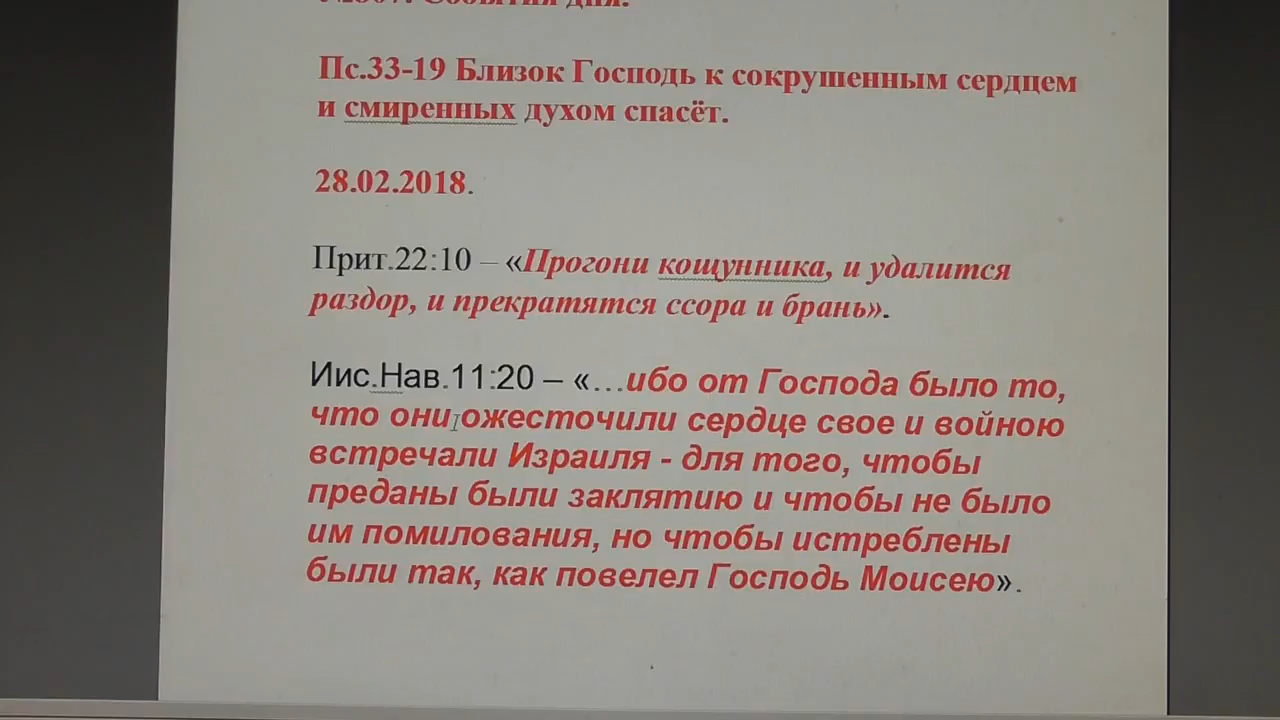 События дня.
Пс.33-19 Близок Господь к сокрушенным сердцем
и смиренных духом спасёт.
28.02.2018.
Прит.22:10 – «Прогони кощунника, и удалится
раздор, и прекратятся ссора и брань».
Иис.Нав.11:20 – «…ибо от Господа было то,
что они ожесточили сердце свое и войною
встречали Израиля - для того, чтобы
преданы были заклятию и чтобы не было
им помилования, но чтобы истреблены
были так, как повелел Господь Моисею».